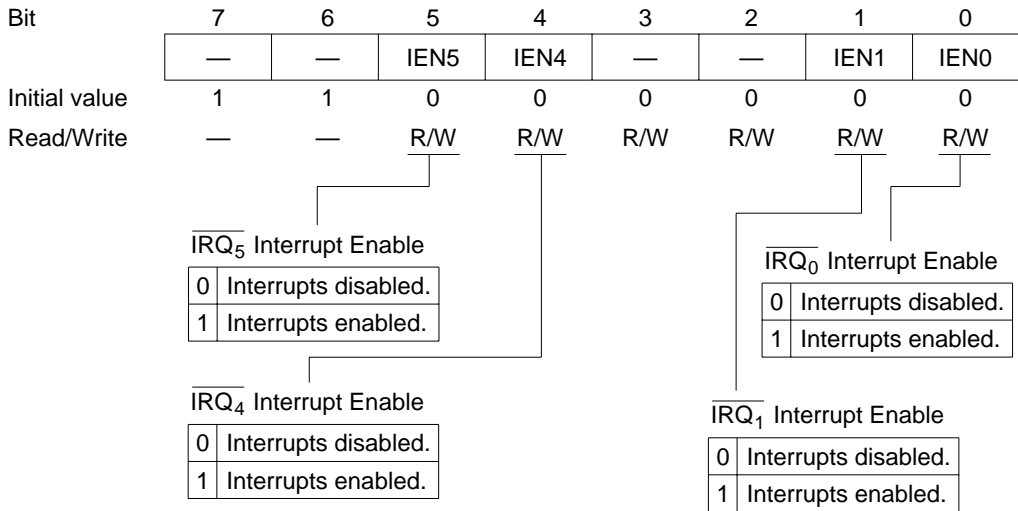 Bit 7 6 5 4 3 2 1 0
— — IEN5 IEN4 — — IEN1 IEN0
Initial value 1 1 0 0 0 0 0 0
Read/Write — — R/W R/W R/W R/W R/W R/W
IRQ5 Interrupt Enable
0 Interrupts disabled.
1 Interrupts enabled.
IRQ0 Interrupt Enable
0 Interrupts disabled.
1 Interrupts enabled.
IRQ4 Interrupt Enable
0 Interrupts disabled.
1 Interrupts enabled.
IRQ1 Interrupt Enable
0 Interrupts disabled.
1 Interrupts enabled.